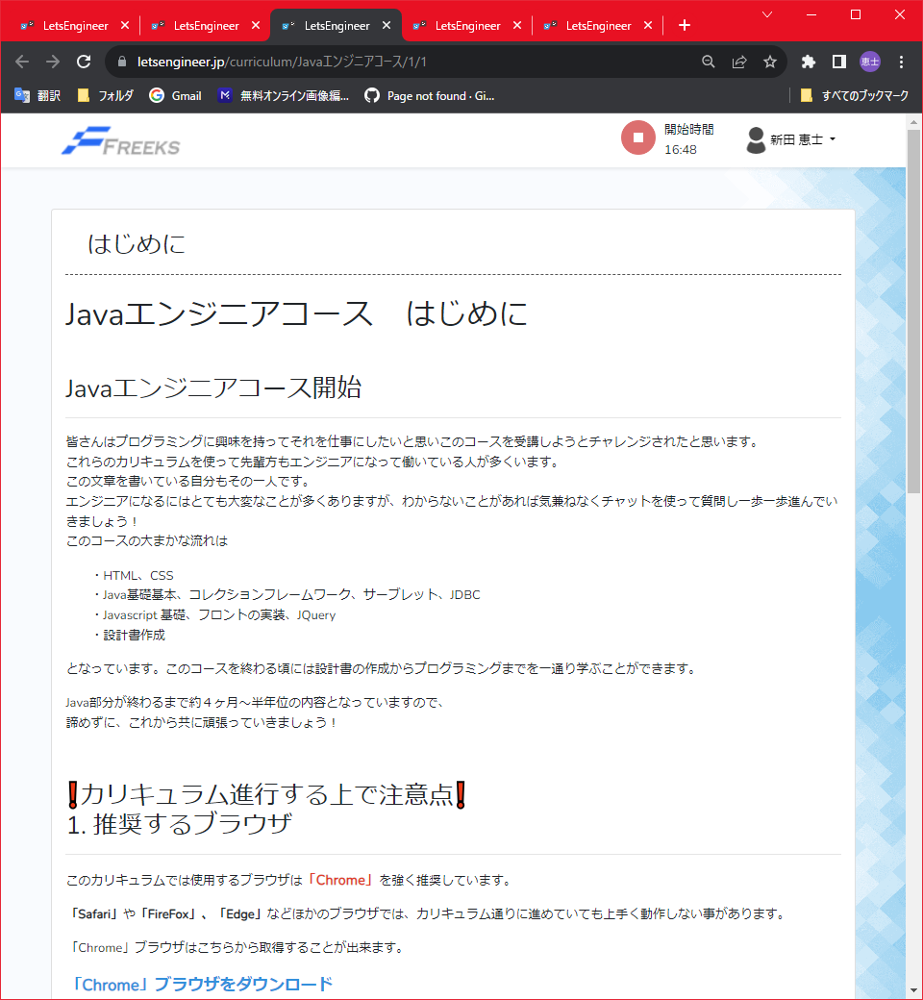 LetsEngineer
LetsEngineer
LetsEngineer
LetsEngineer
LetsEngineer
letsengineer.jp/curriculum/Javaエンジニアコース/1/1
恵士
翻訳
フォルダ
Gmail
無料オンライン画像編...
Page not found · Gi...
すべてのブックマーク
FREEKS
開始時間
16:48
新田 恵士
はじめに
Javaエンジニアコース　はじめに
Javaエンジニアコース開始
皆さんはプログラミングに興味を持ってそれを仕事にしたいと思いこのコースを受講しようとチャレンジされたと思います。
これらのカリキュラムを使って先輩方もエンジニアになって働いている人が多くいます。
この文章を書いている自分もその一人です。
エンジニアになるにはとても大変なことが多くありますが、わからないことがあれば気兼ねなくチャットを使って質問し一歩一歩進んでい
きましょう！
このコースの大まかな流れは
・HTML、CSS
・Java基礎基本、コレクションフレームワーク、サーブレット、JDBC
・Javascript 基礎、フロントの実装、JQuery
・設計書作成
となっています。このコースを終わる頃には設計書の作成からプログラミングまでを一通り学ぶことができます。
Java部分が終わるまで約４ヶ月～半年位の内容となっていますので、
諦めずに、これから共に頑張っていきましょう！
❗カリキュラム進行する上で注意点❗
1. 推奨するブラウザ
このカリキュラムでは使用するブラウザは「Chrome」を強く推奨しています。
「Safari」や「FireFox」、「Edge」などほかのブラウザでは、カリキュラム通りに進めていても上手く動作しない事があります。
「Chrome」ブラウザはこちらから取得することが出来ます。
「Chrome」ブラウザをダウンロード